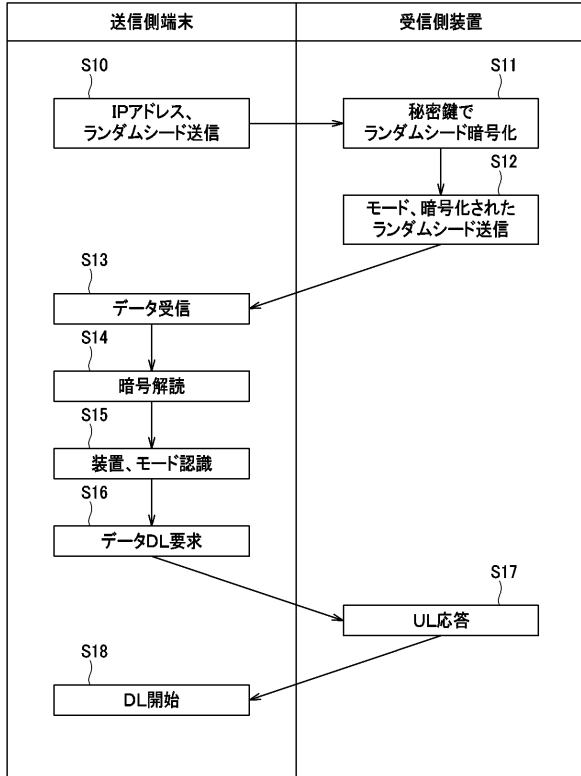 送信側端末
受信側装置
S10
IPアドレス、
ランダムシード送信
S11
秘密鍵で
ランダムシード暗号化
S12
モード、暗号化された
ランダムシード送信
S13
データ受信
S14
暗号解読
S15
装置、モード認識
S16
データDL要求
S17
UL応答
S18
DL開始